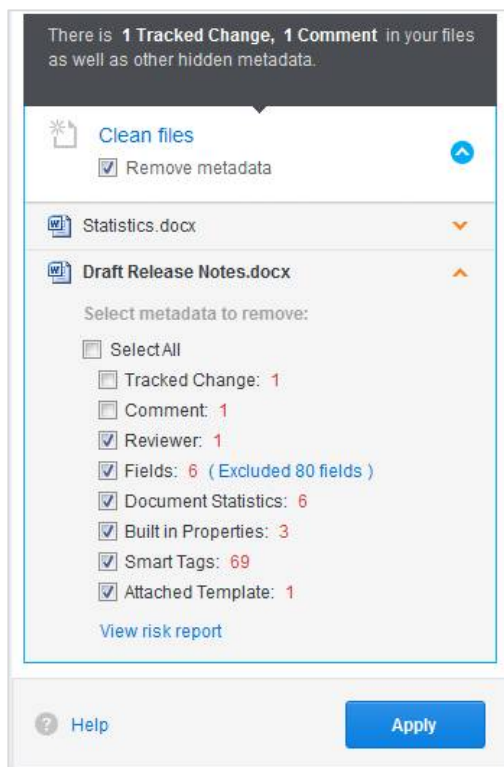 There is 1 Tracked Change, 1 Comment in your files
as well as other hidden metadata.
Clean files
Remove metadata
Statistics.docx
Draft Release Notes.docx
Select metadata to remove:
Select All
Tracked Change: 1
Comment: 1
Reviewer: 1
Fields: 6 ( Excluded 80 fields )
Document Statistics: 6
Built in Properties: 3
Smart Tags: 69
Attached Template: 1
View risk report
? Help
Apply